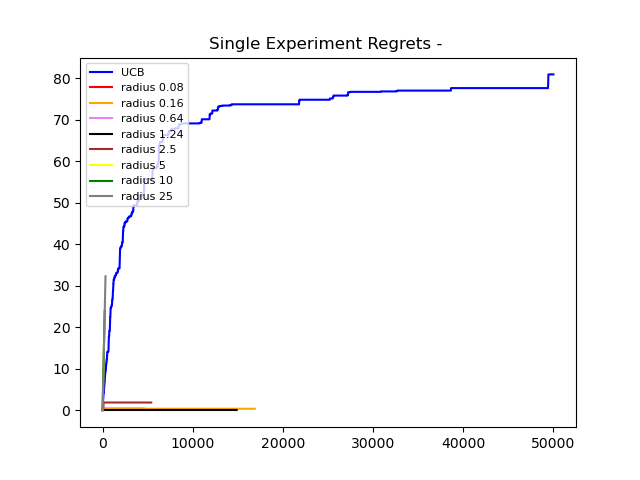 Single Experiment Regrets -
UCB
radius 0.08
radius 0.16
radius 0.64
radius 1.24
radius 2.5
radius 5
radius 10
radius 25
80
70
60
50
40
30
20
10
0
0 10000 20000 30000 40000 50000